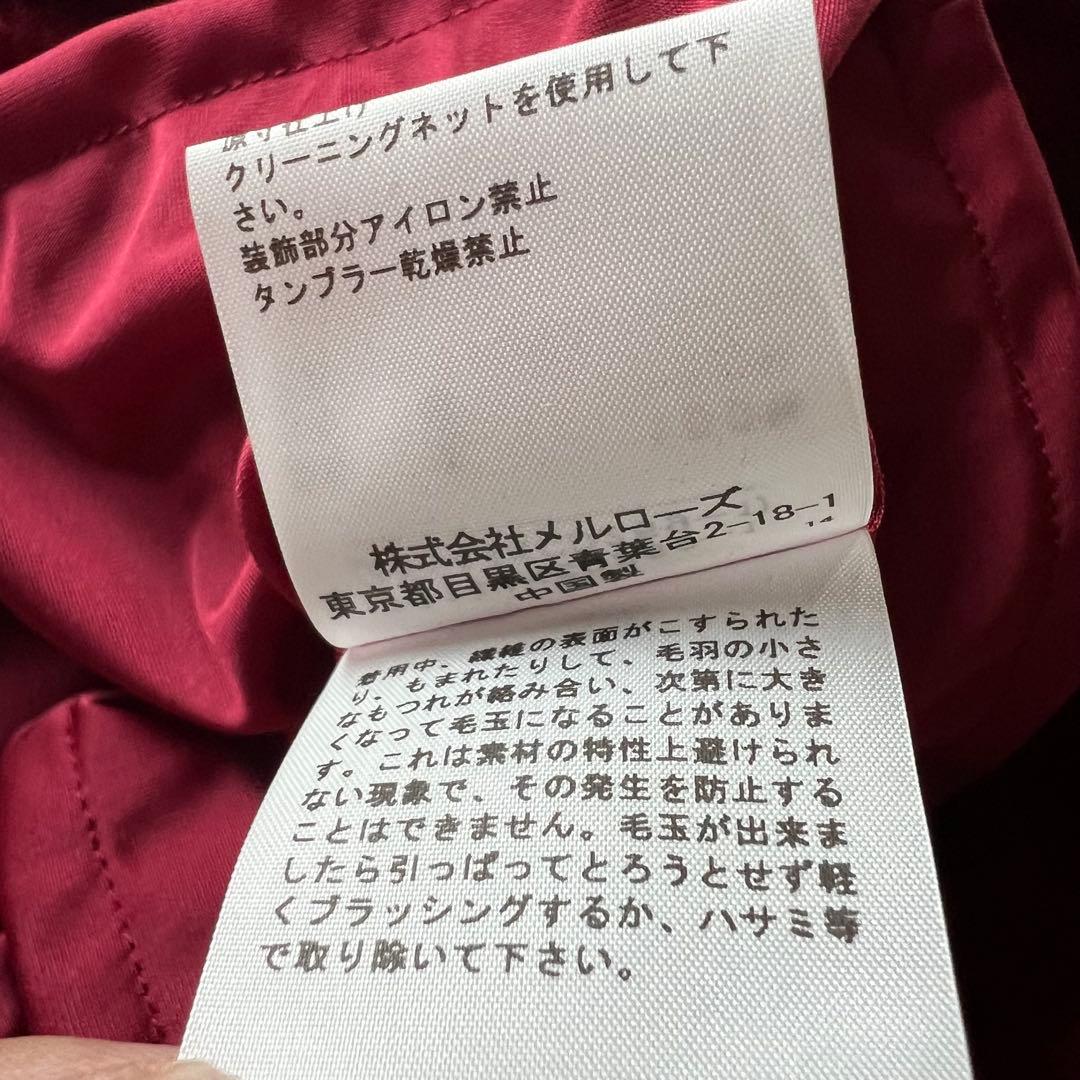 原寸仕上げ
クリーニングネットを使用して下
さい。
装飾部分アイロン禁止
タンブラー乾燥禁止
株式会社メルローズ
東京都目黒区青葉台2-18-1
14
中国製
着用中、繊維の表面がこすられた
り、もまれたりして、毛羽の小さ
なもつれが絡み合い、次第に大き
くなって毛玉になることがありま
す。これは素材の特性上避けられ
ない現象で、その発生を防止する
ことはできません。毛玉が出来ま
したら引っぱってとろうとせず軽
くブラッシングするか、ハサミ等
で取り除いて下さい。